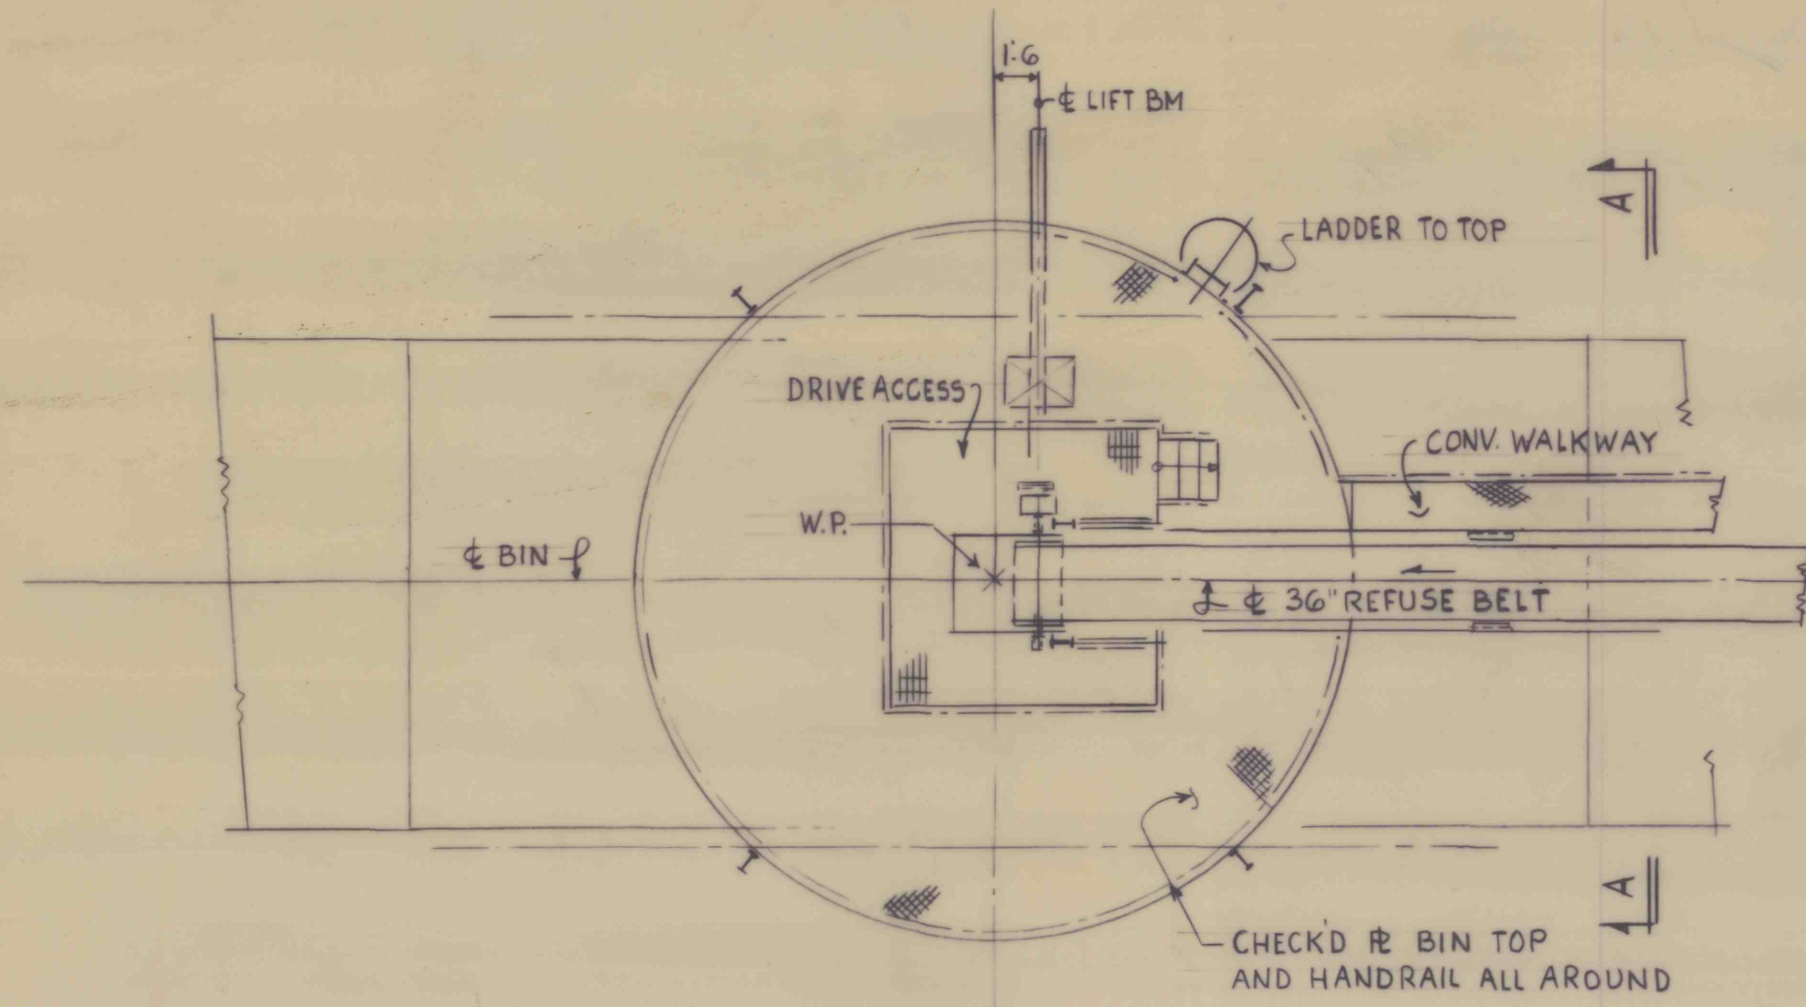 1'-6
℄ LIFT BM
A
LADDER TO TOP
DRIVE ACCESS
CONV. WALKWAY
W.P.
℄ BIN
℄ 36" REFUSE BELT
A
CHECK'D ⅊ BIN TOP
AND HANDRAIL ALL AROUND